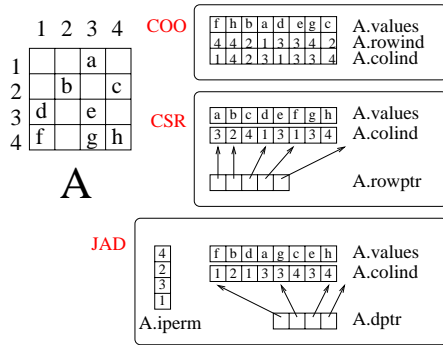 1 2 3 4
1 a
2 b c
3 d e
4 f g h
A
COO
f h b a d e g c A.values
4 4 2 1 3 3 4 2 A.rowind
1 4 2 3 1 3 3 4 A.colind
CSR
a b c d e f g h A.values
3 2 4 1 3 1 3 4 A.colind
A.rowptr
JAD
4
2
3
1
A.iperm
f b d a g c e h A.values
1 2 1 3 3 4 3 4 A.colind
A.dptr